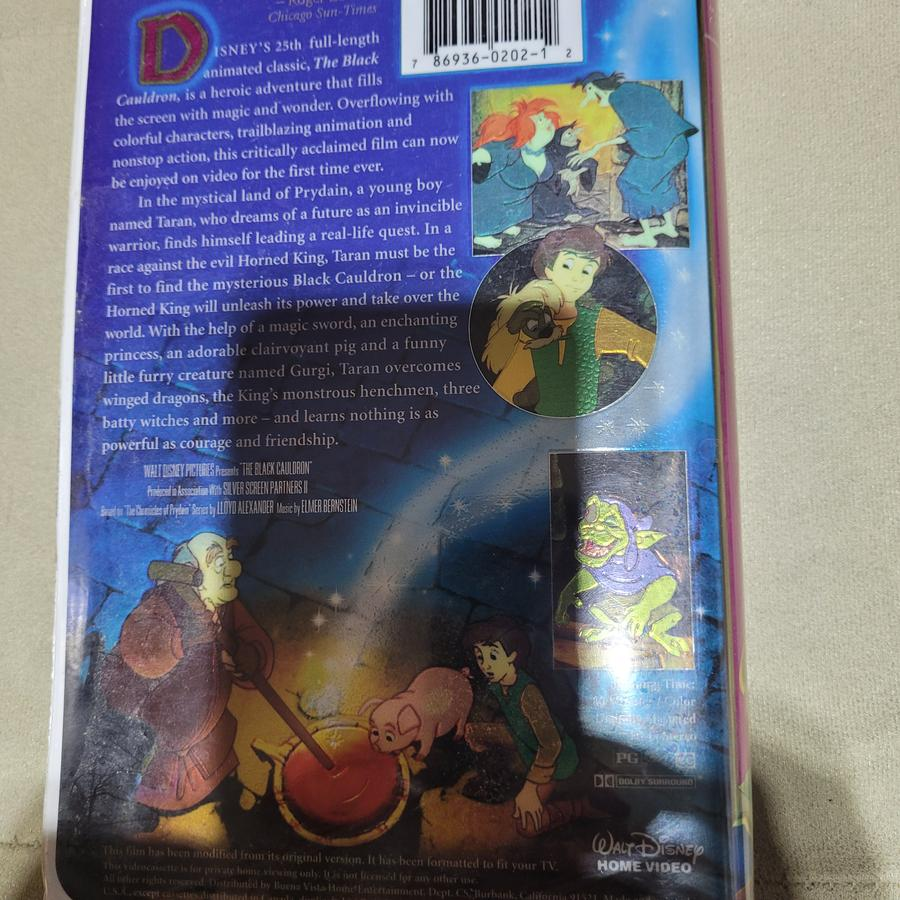 Chicago Sun-Times
7 86936-0202-1 2
DISNEY'S 25th full-length
animated classic, The Black
Cauldron, is a heroic adventure that fills
the screen with magic and wonder. Overflowing with
colorful characters, trailblazing animation and
nonstop action, this critically acclaimed film can now
be enjoyed on video for the first time ever.
In the mystical land of Prydain, a young boy
named Taran, who dreams of a future as an invincible
warrior, finds himself leading a real-life quest. In a
race against the evil Horned King, Taran must be the
first to find the mysterious Black Cauldron – or the
Horned King will unleash its power and take over the
world. With the help of a magic sword, an enchanting
princess, an adorable clairvoyant pig and a funny
little furry creature named Gurgi, Taran overcomes
winged dragons, the King's monstrous henchmen, three
batty witches and more – and learns nothing is as
powerful as courage and friendship.
WALT DISNEY PICTURES Presents "THE BLACK CAULDRON"
Produced in Association With SILVER SCREEN PARTNERS II
Based on "The Chronicles of Prydain" Series by LLOYD ALEXANDER Music by ELMER BERNSTEIN
Time:
Color
Stereo
PG CC
DOLBY SURROUND
Walt Disney
HOME VIDEO
This film has been modified from its original version. It has been formatted to fit your TV.
This videocassette is for private home viewing only. It is not licensed for any other use.
All other rights reserved. Distributed by Buena Vista Home Entertainment, Dept. CS, Burbank, California 91521.
U.S.A. except cassettes distributed in